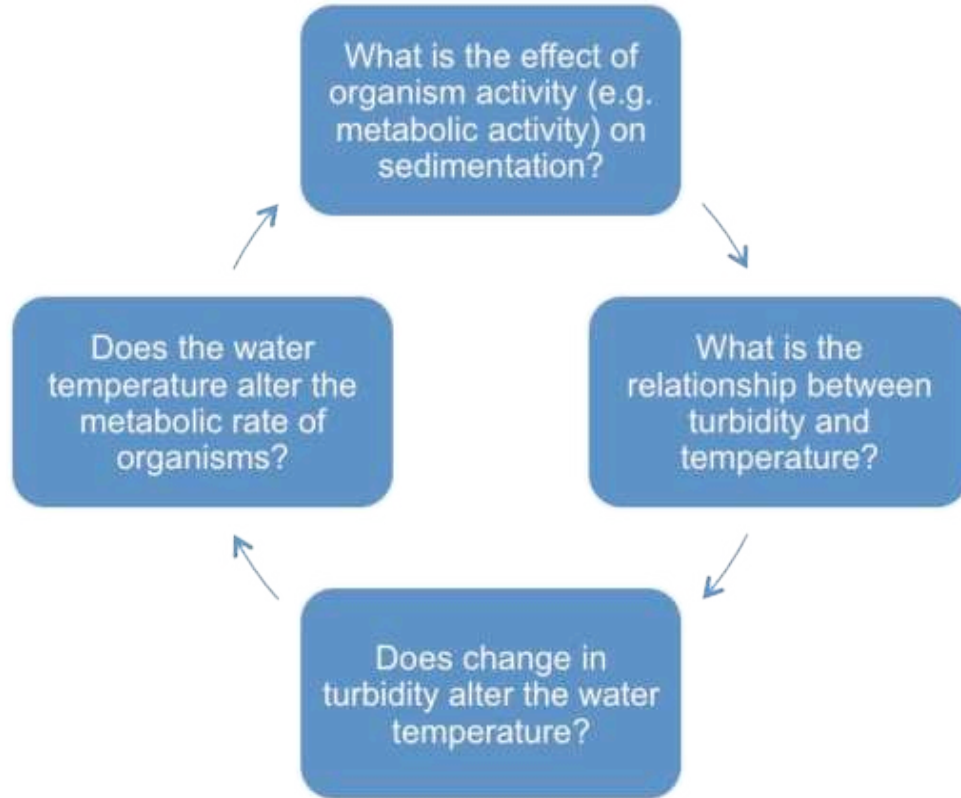 What is the effect of
organism activity (e.g.
metabolic activity) on
sedimentation?
What is the
relationship between
turbidity and
temperature?
Does change in
turbidity alter the water
temperature?
Does the water
temperature alter the
metabolic rate of
organisms?